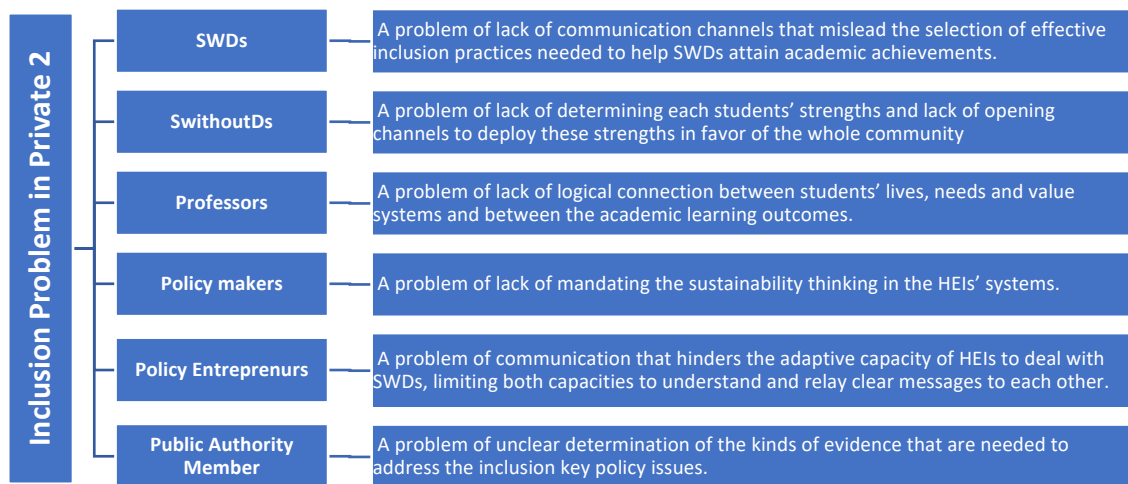 Inclusion Problem in Private 2
SWDs
A problem of lack of communication channels that mislead the selection of effective
inclusion practices needed to help SWDs attain academic achievements.
SwithoutDs
A problem of lack of determining each students’ strengths and lack of opening
channels to deploy these strengths in favor of the whole community
Professors
A problem of lack of logical connection between students’ lives, needs and value
systems and between the academic learning outcomes.
Policy makers
A problem of lack of mandating the sustainability thinking in the HEIs’ systems.
Policy Entreprenurs
A problem of communication that hinders the adaptive capacity of HEIs to deal with
SWDs, limiting both capacities to understand and relay clear messages to each other.
Public Authority
Member
A problem of unclear determination of the kinds of evidence that are needed to
address the inclusion key policy issues.